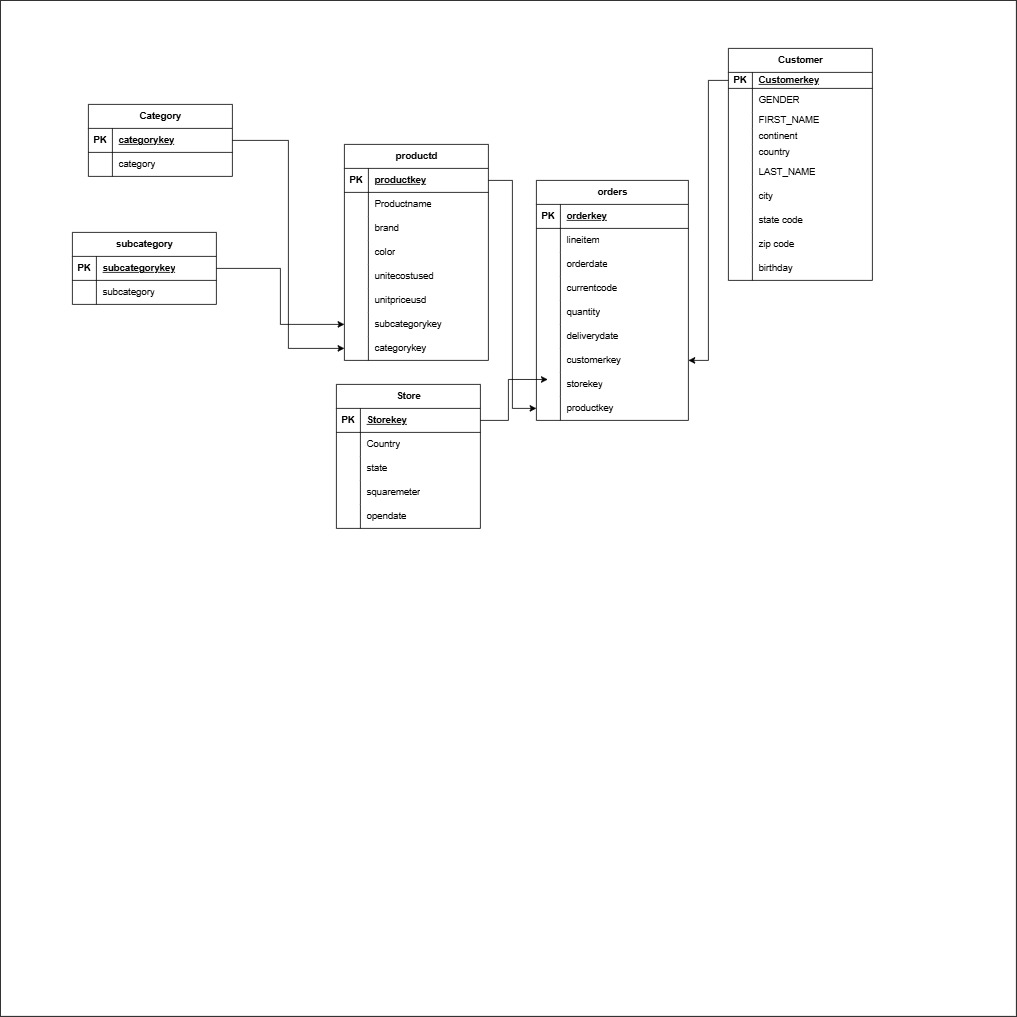 Category
PK categorykey
category
subcategory
PK subcategorykey
subcategory
productd
PK productkey
Productname
brand
color
unitecostused
unitpriceusd
subcategorykey
categorykey
Store
PK Storekey
Country
state
squaremeter
opendate
orders
PK orderkey
lineitem
orderdate
currentcode
quantity
deliverydate
customerkey
storekey
productkey
Customer
PK Customerkey
GENDER
FIRST_NAME
continent
country
LAST_NAME
city
state code
zip code
birthday